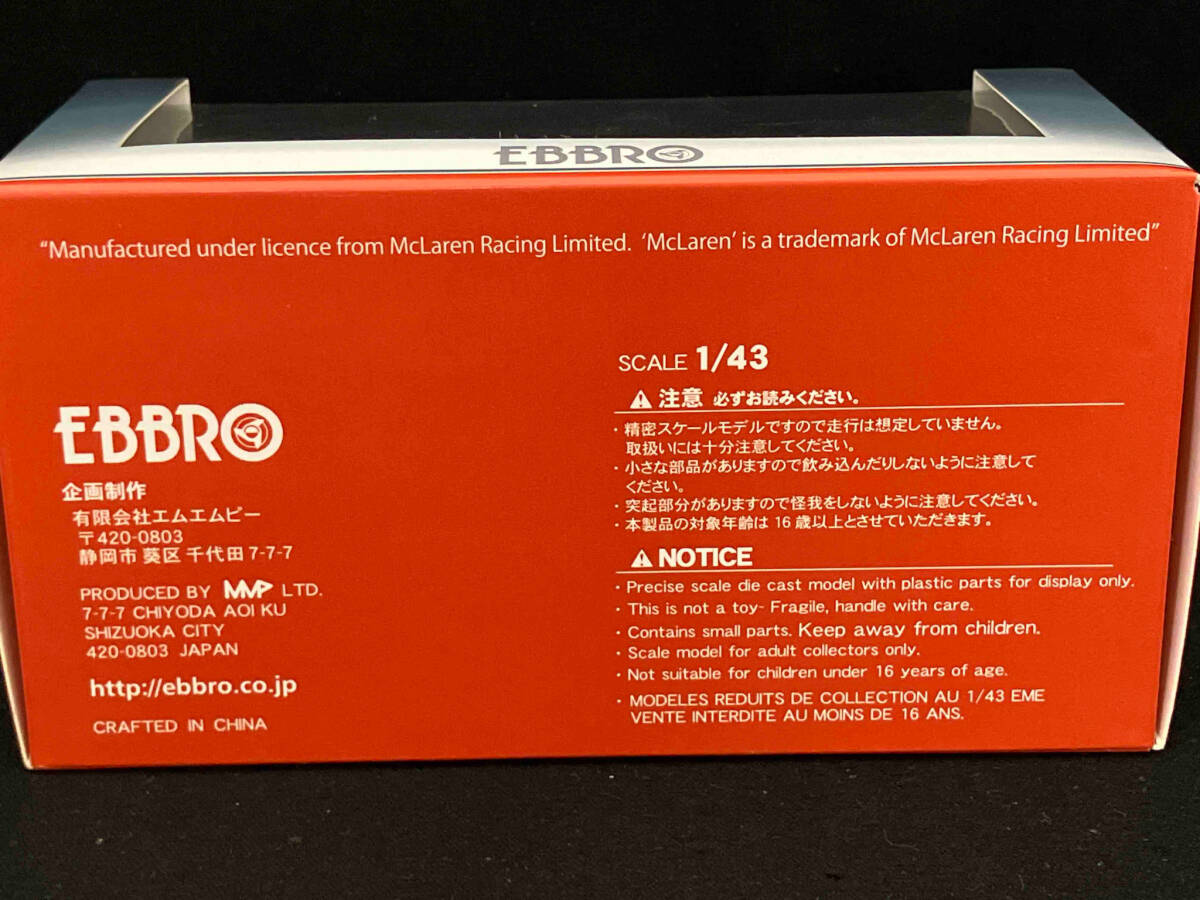 EBBRO
“Manufactured under licence from McLaren Racing Limited. ‘McLaren’ is a trademark of McLaren Racing Limited”
EBBRO
企画制作
有限会社エムエムピー
〒420-0803
静岡市 葵区 千代田 7-7-7
PRODUCED BY MMP LTD.
7-7-7 CHIYODA AOI KU
SHIZUOKA CITY
420-0803 JAPAN
http://ebbro.co.jp
CRAFTED IN CHINA
SCALE 1/43
注意 必ずお読みください。
・精密スケールモデルですので走行は想定していません。
取扱いには十分注意してください。
・小さな部品がありますので飲み込んだりしないように注意して
ください。
・突起部分がありますので怪我をしないように注意してください。
・本製品の対象年齢は 16 歳以上とさせていただきます。
NOTICE
・Precise scale die cast model with plastic parts for display only.
・This is not a toy- Fragile, handle with care.
・Contains small parts. Keep away from children.
・Scale model for adult collectors only.
・Not suitable for children under 16 years of age.
・MODELES REDUITS DE COLLECTION AU 1/43 EME
VENTE INTERDITE AU MOINS DE 16 ANS.